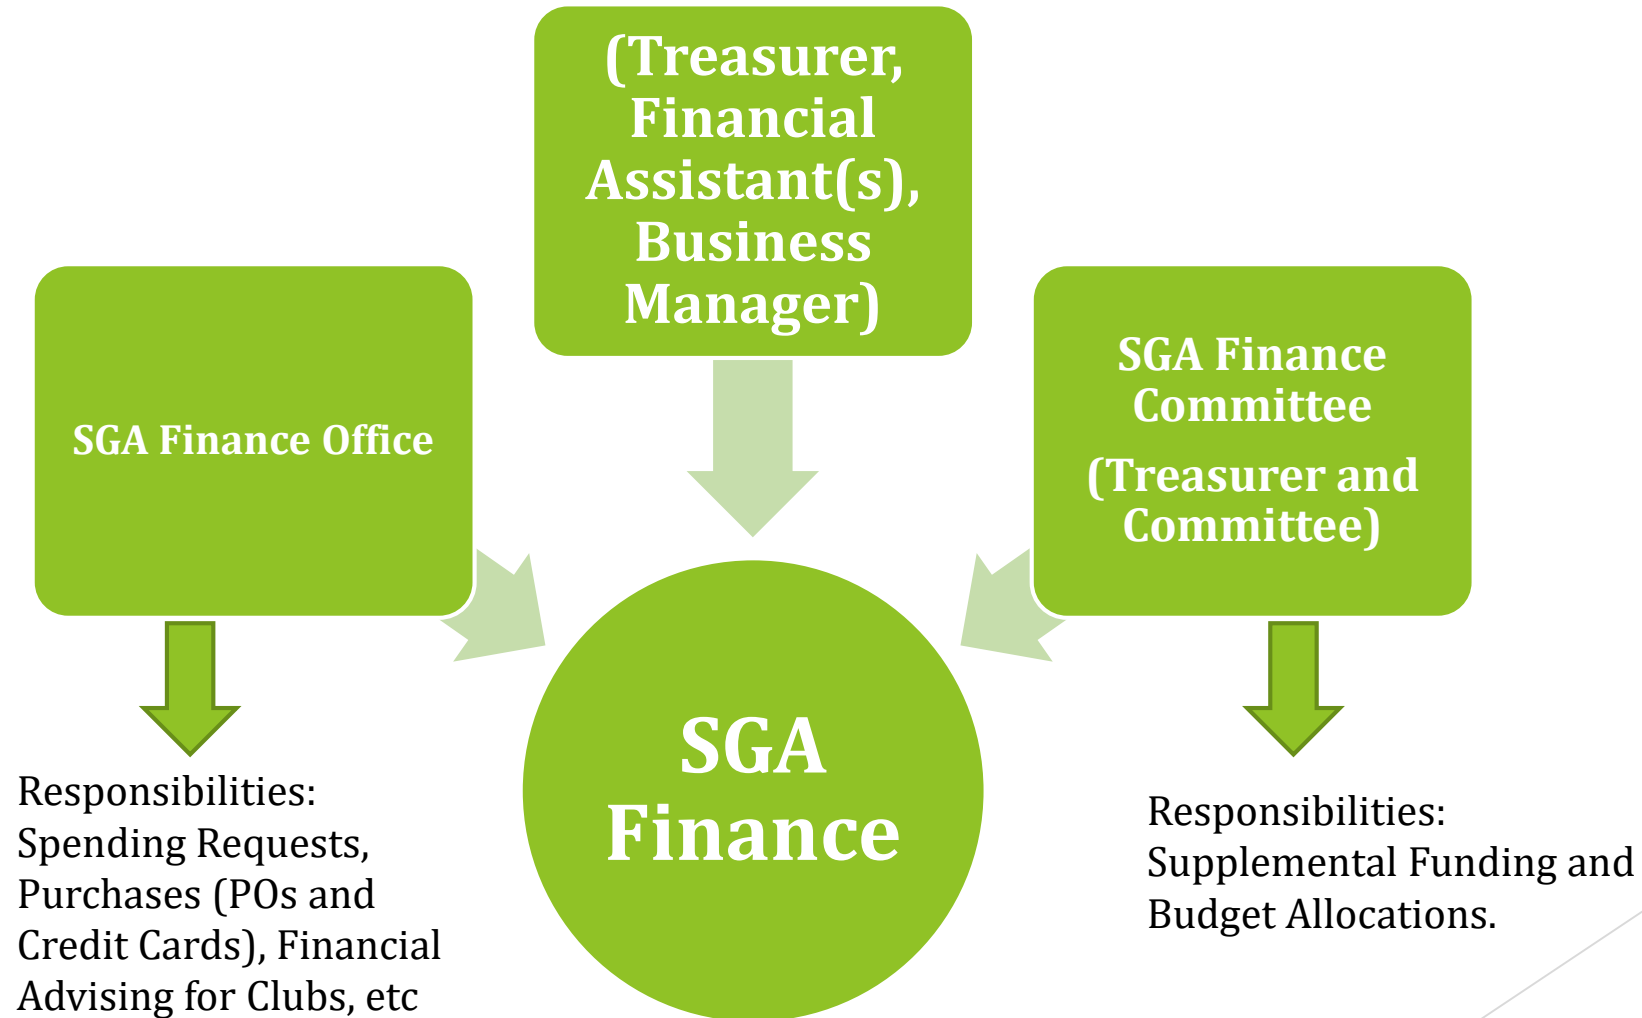 (Treasurer,
Financial
Assistant(s),
Business
Manager)
SGA Finance Office
SGA Finance
Committee
(Treasurer and
Committee)
SGA
Finance
Responsibilities:
Spending Requests,
Purchases (POs and
Credit Cards), Financial
Advising for Clubs, etc
Responsibilities:
Supplemental Funding and
Budget Allocations.